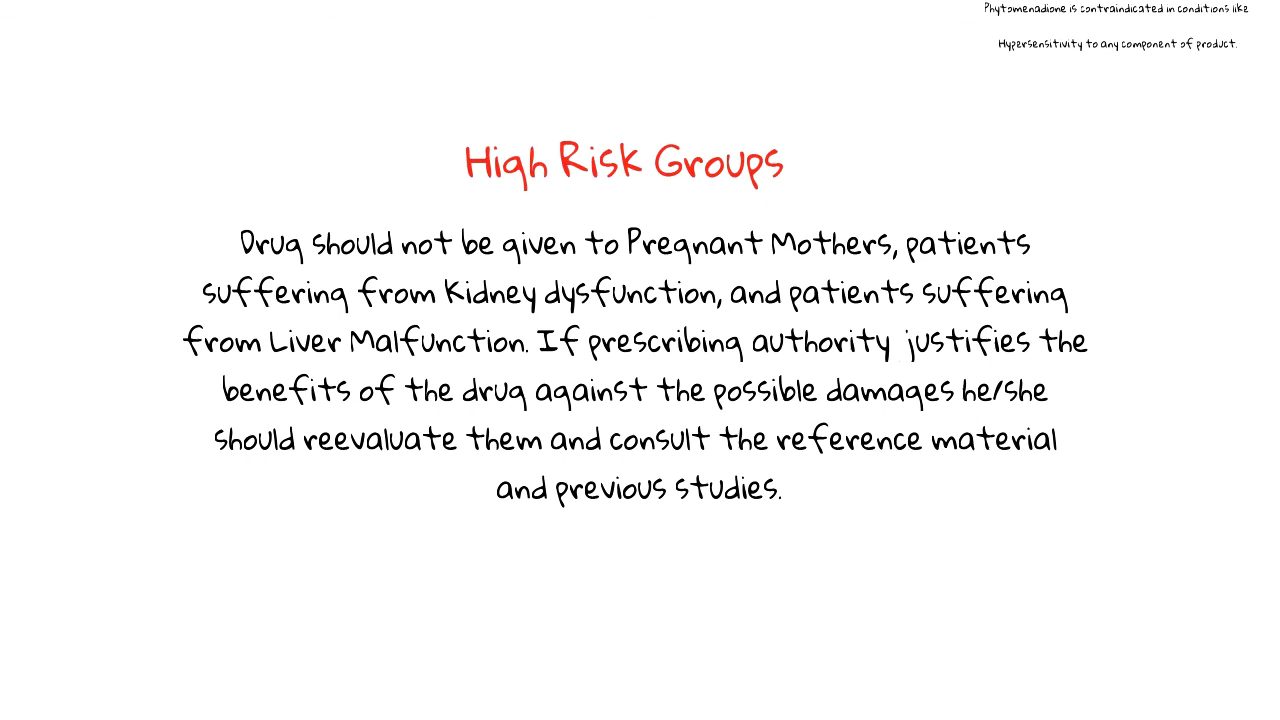 Phytomenadione is contraindicated in conditions like
Hypersensitivity to any component of product.
High Risk Groups
Drug should not be given to Pregnant Mothers, patients
suffering from Kidney dysfunction, and patients suffering
from Liver Malfunction. If prescribing authority justifies the
benefits of the drug against the possible damages he/she
should reevaluate them and consult the reference material
and previous studies.